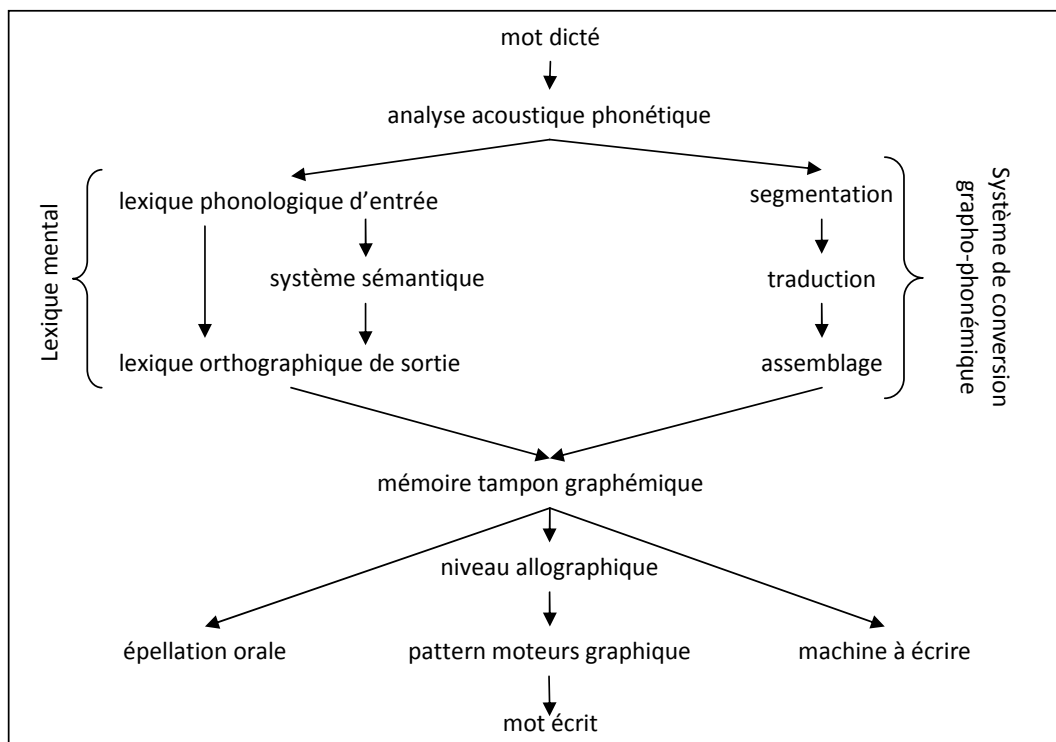 mot dicté
analyse acoustique phonétique
Lexique mental
lexique phonologique d'entrée
système sémantique
lexique orthographique de sortie
segmentation
traduction
assemblage
Système de conversion
grapho-phonémique
mémoire tampon graphémique
niveau allographique
épellation orale
pattern moteurs graphique
machine à écrire
mot écrit